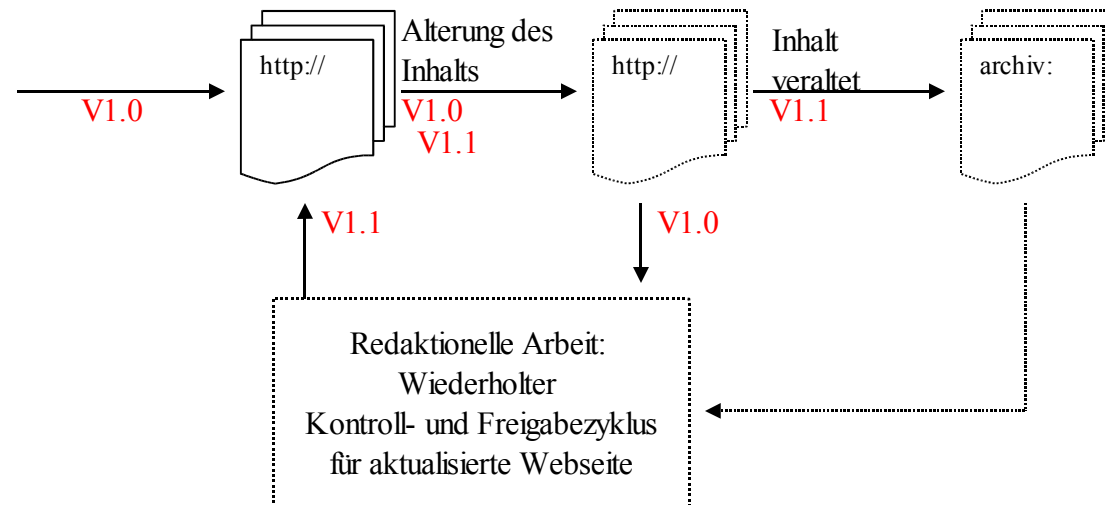 http://
Alterung des
Inhalts
http://
Inhalt
veraltet
archiv:
V1.0
V1.0
V1.1
V1.1
V1.1
V1.0
Redaktionelle Arbeit:
Wiederholter
Kontroll- und Freigabezyklus
für aktualisierte Webseite